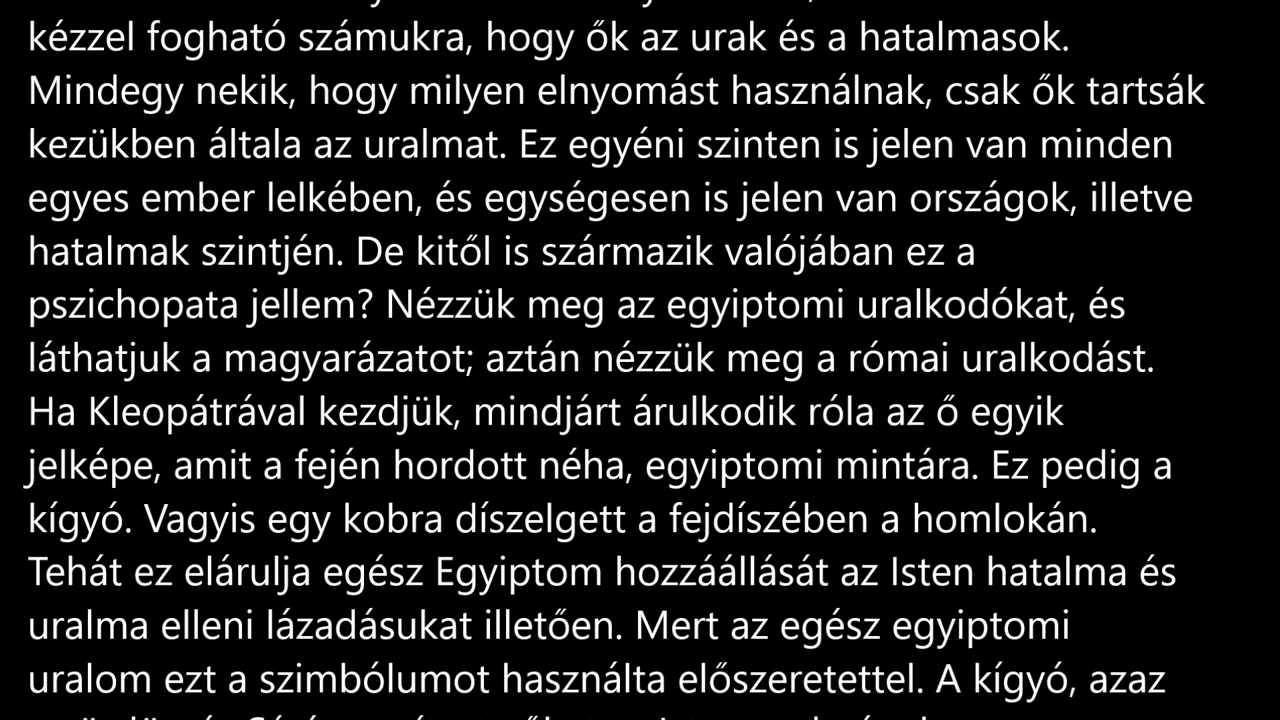 kézzel fogható számukra, hogy ők az urak és a hatalmasok.
Mindegy nekik, hogy milyen elnyomást használnak, csak ők tartsák
kezükben általa az uralmat. Ez egyéni szinten is jelen van minden
egyes ember lelkében, és egységesen is jelen van országok, illetve
hatalmak szintjén. De kitől is származik valójában ez a
pszichopata jellem? Nézzük meg az egyiptomi uralkodókat, és
láthatjuk a magyarázatot; aztán nézzük meg a római uralkodást.
Ha Kleopátrával kezdjük, mindjárt árulkodik róla az ő egyik
jelképe, amit a fején hordott néha, egyiptomi mintára. Ez pedig a
kígyó. Vagyis egy kobra díszelgett a fejdíszében a homlokán.
Tehát ez elárulja egész Egyiptom hozzáállását az Isten hatalma és
uralma elleni lázadásukat illetően. Mert az egész egyiptomi
uralom ezt a szimbólumot használta előszeretettel. A kígyó, azaz